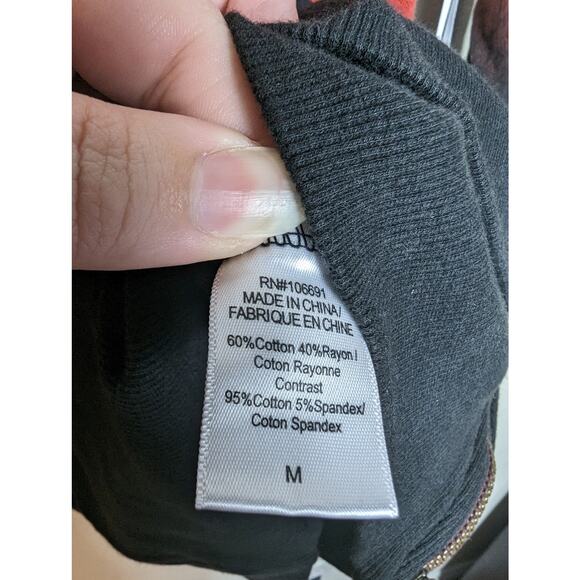 RN#106691
MADE IN CHINA/
FABRIQUE EN CHINE
60%Cotton 40%Rayon/
Coton Rayonne
Contrast
95%Cotton 5%Spandex/
Coton Spandex
M